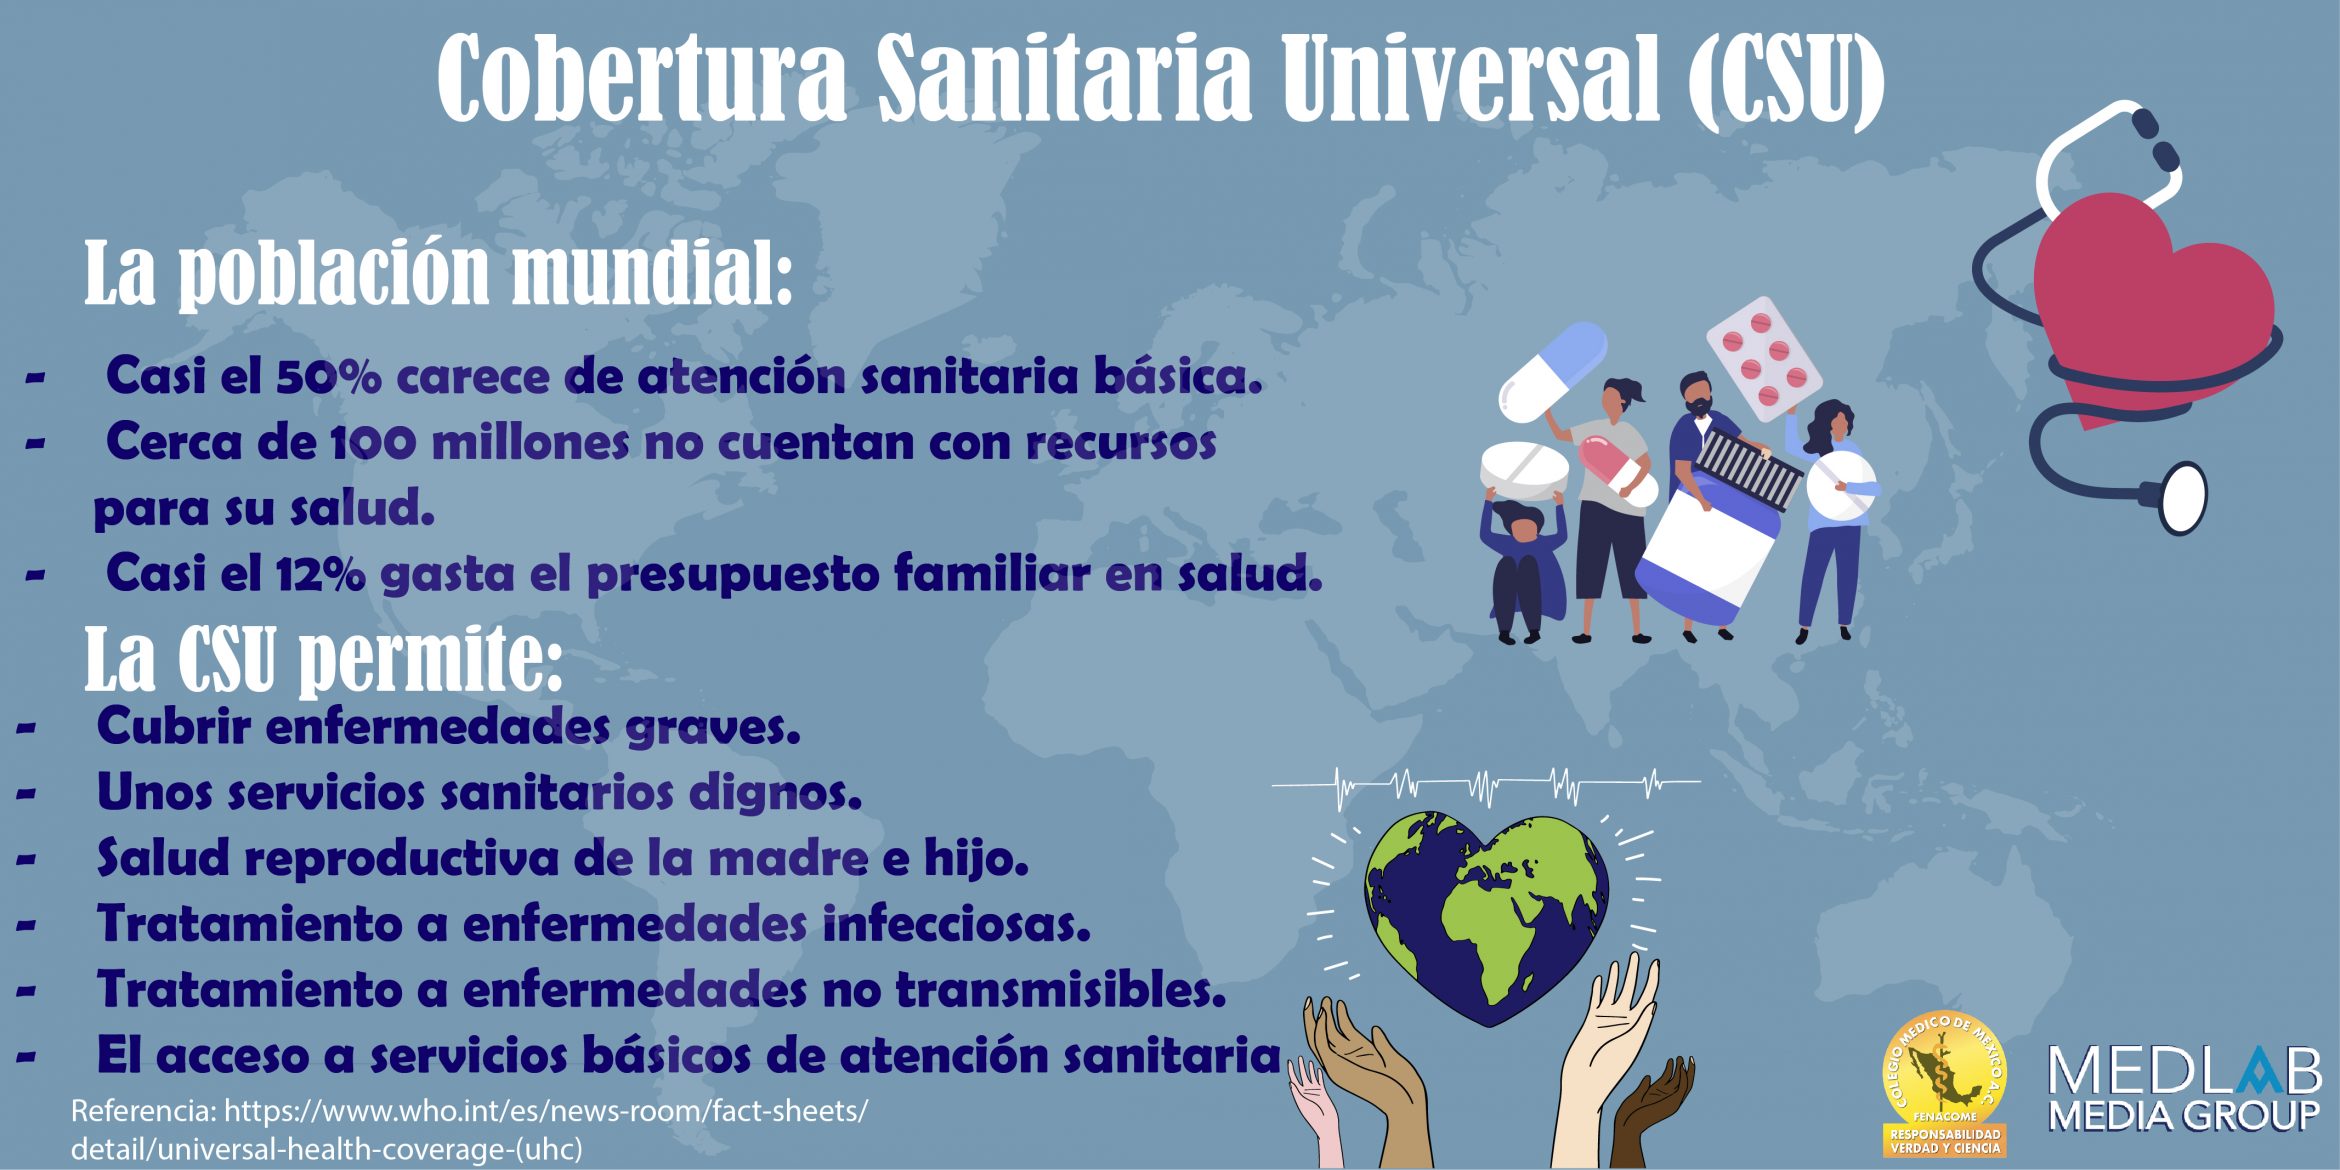 Cobertura Sanitaria Universal (CSU)
La población mundial:
- Casi el 50% carece de atención sanitaria básica.
- Cerca de 100 millones no cuentan con recursos
para su salud.
- Casi el 12% gasta el presupuesto familiar en salud.
La CSU permite:
- Cubrir enfermedades graves.
- Unos servicios sanitarios dignos.
- Salud reproductiva de la madre e hijo.
- Tratamiento a enfermedades infecciosas.
- Tratamiento a enfermedades no transmisibles.
- El acceso a servicios básicos de atención sanitaria
Referencia: https://www.who.int/es/news-room/fact-sheets/
detail/universal-health-coverage-(uhc)
COLEGIO MEDICO DE MEXICO A.C.
FENACOME
RESPONSABILIDAD
VERDAD Y CIENCIA
MEDLAB
MEDIA GROUP